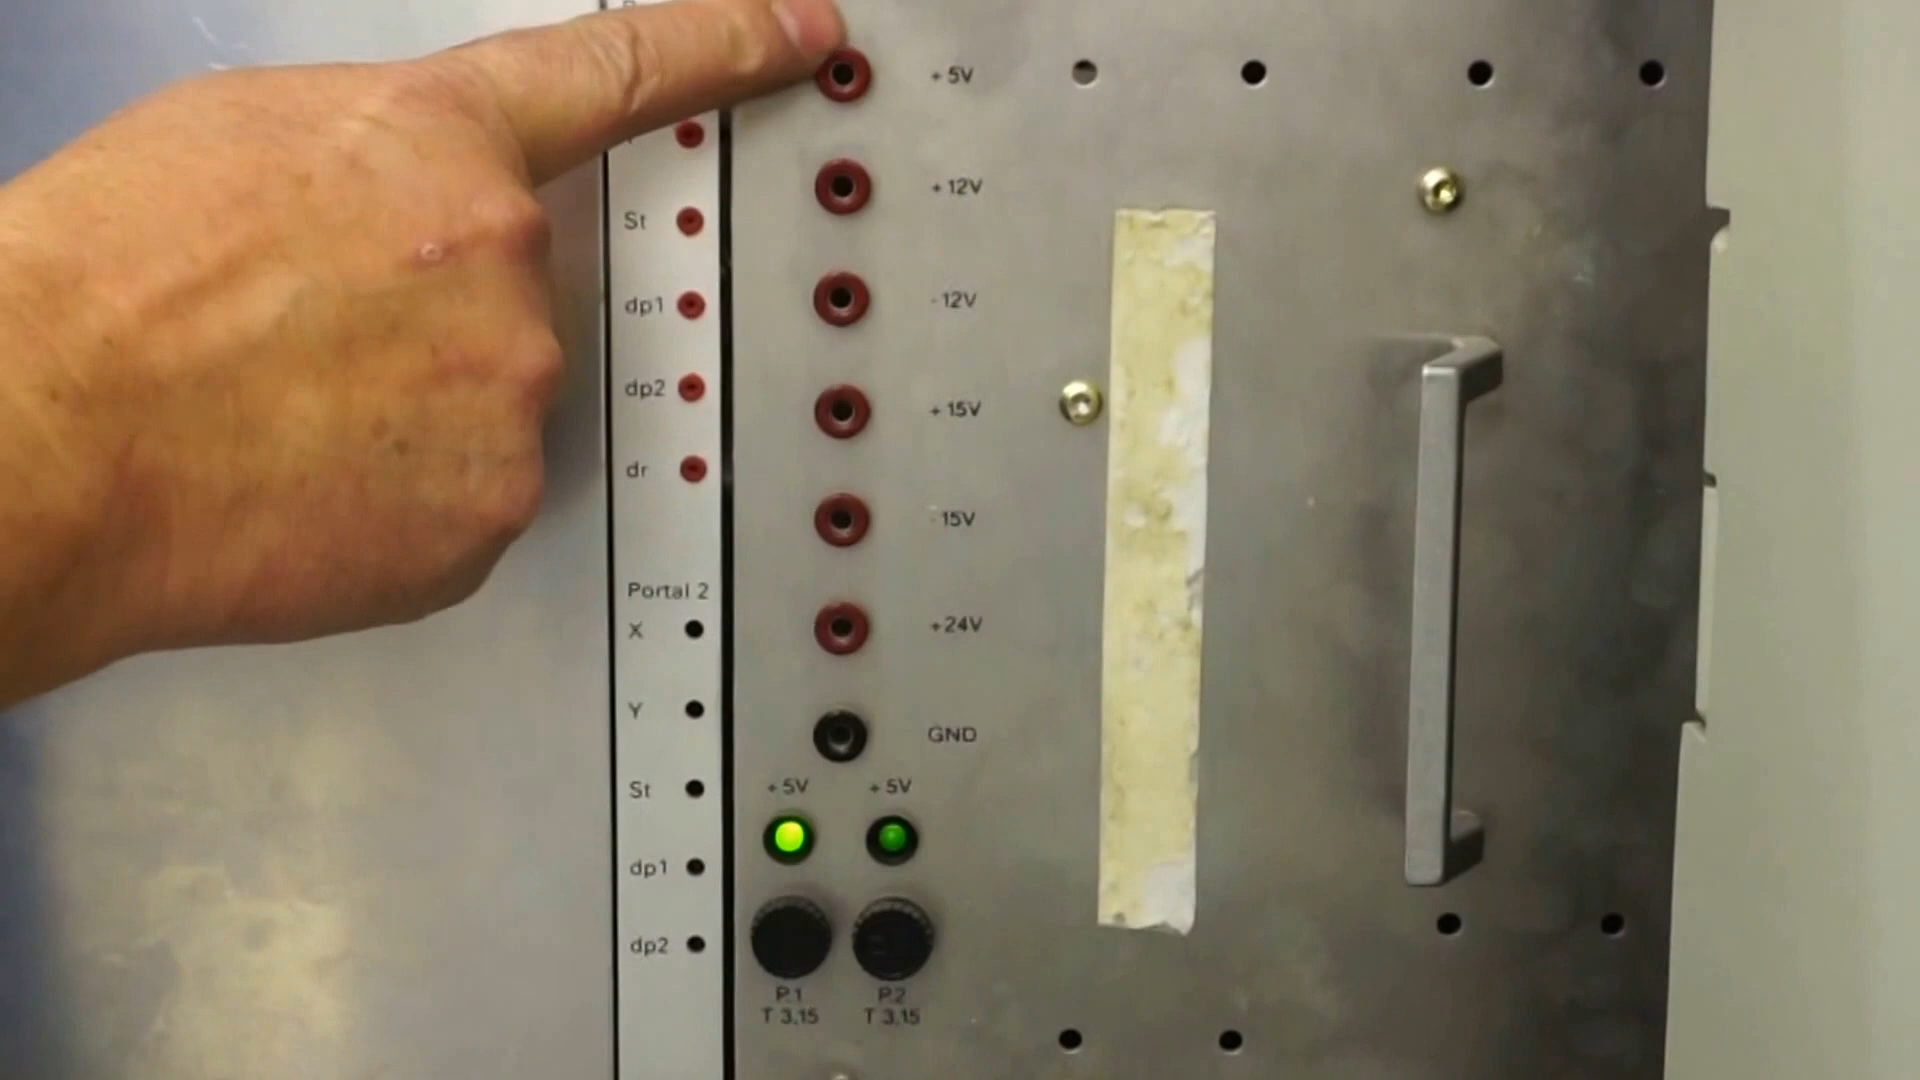 St
dp1
dp2
dr
Portal 2
X
Y
St
dp1
dp2
+5V
+12V
-12V
+15V
-15V
+24V
GND
+5V +5V
P.1 P.2
T 3,15 T 3,15